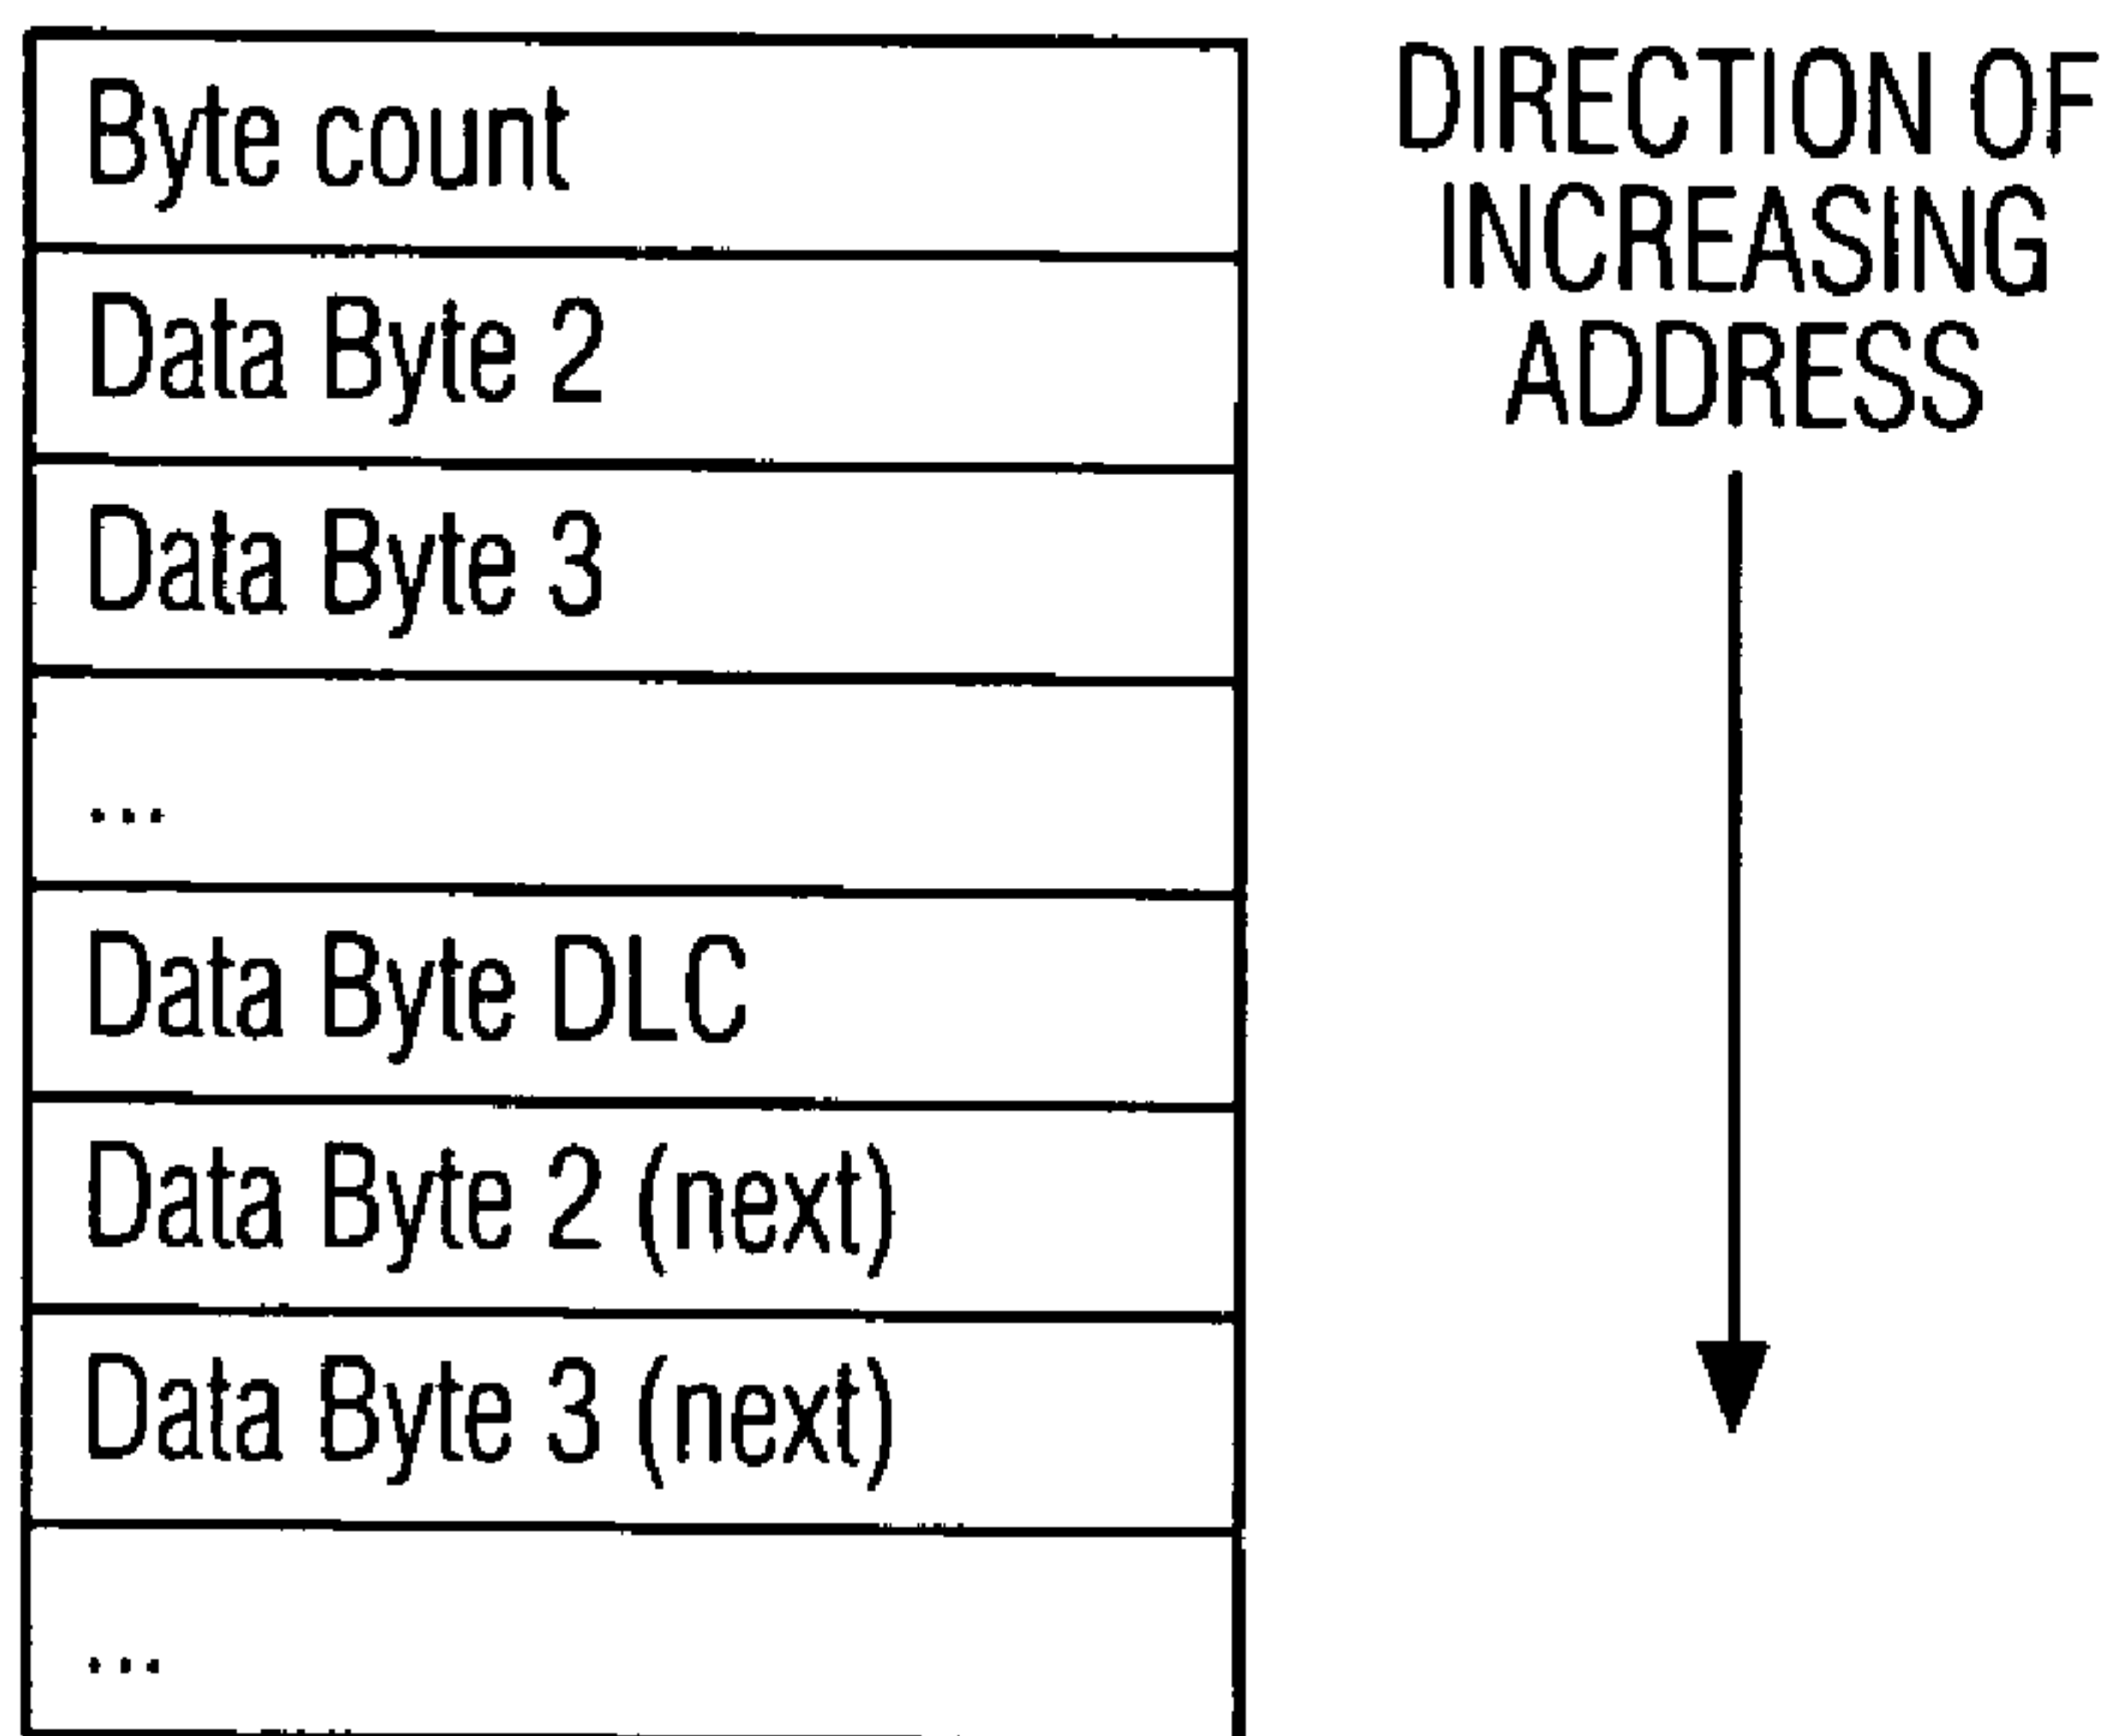 Byte count
Data Byte 2
Data Byte 3
...
Data Byte DLC
Data Byte 2 (next)
Data Byte 3 (next)
...
DIRECTION OF
INCREASING
ADDRESS